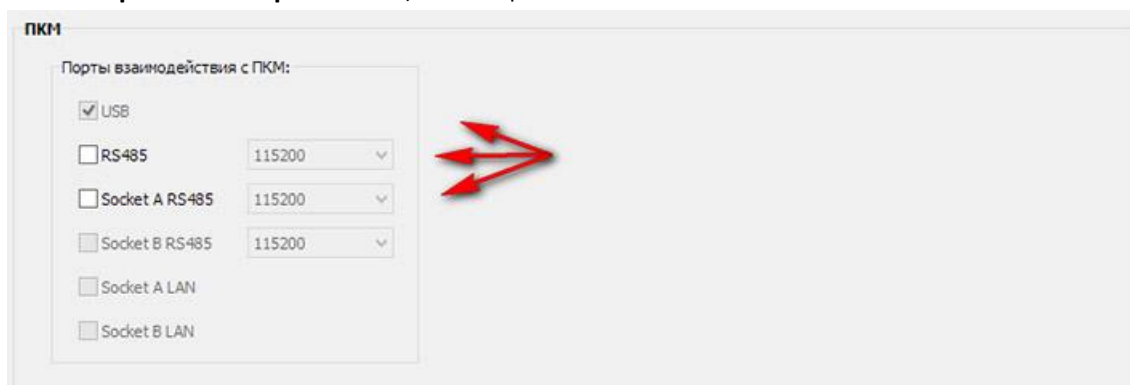 ПКМ
Порты взаимодействия с ПКМ:
USB
RS485 115200
Socket A RS485 115200
Socket B RS485 115200
Socket A LAN
Socket B LAN